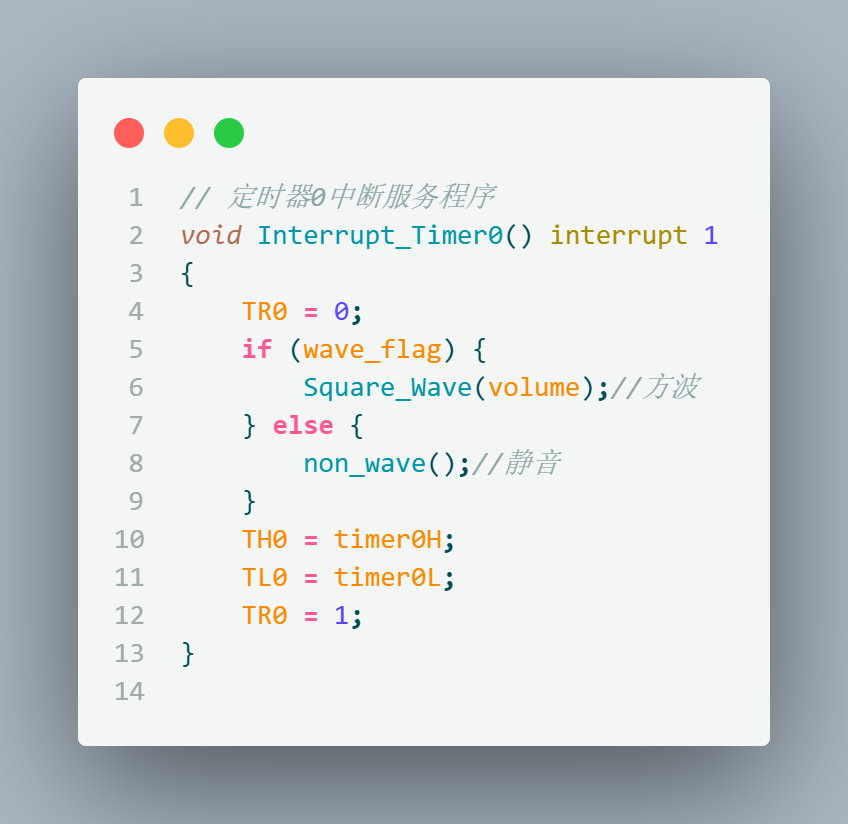 1 // 定时器0中断服务程序
2 void Interrupt_Timer0() interrupt 1
3 {
4     TR0 = 0;
5     if (wave_flag) {
6         Square_Wave(volume);//方波
7     } else {
8         non_wave();//静音
9     }
10     TH0 = timer0H;
11     TL0 = timer0L;
12     TR0 = 1;
13 }
14